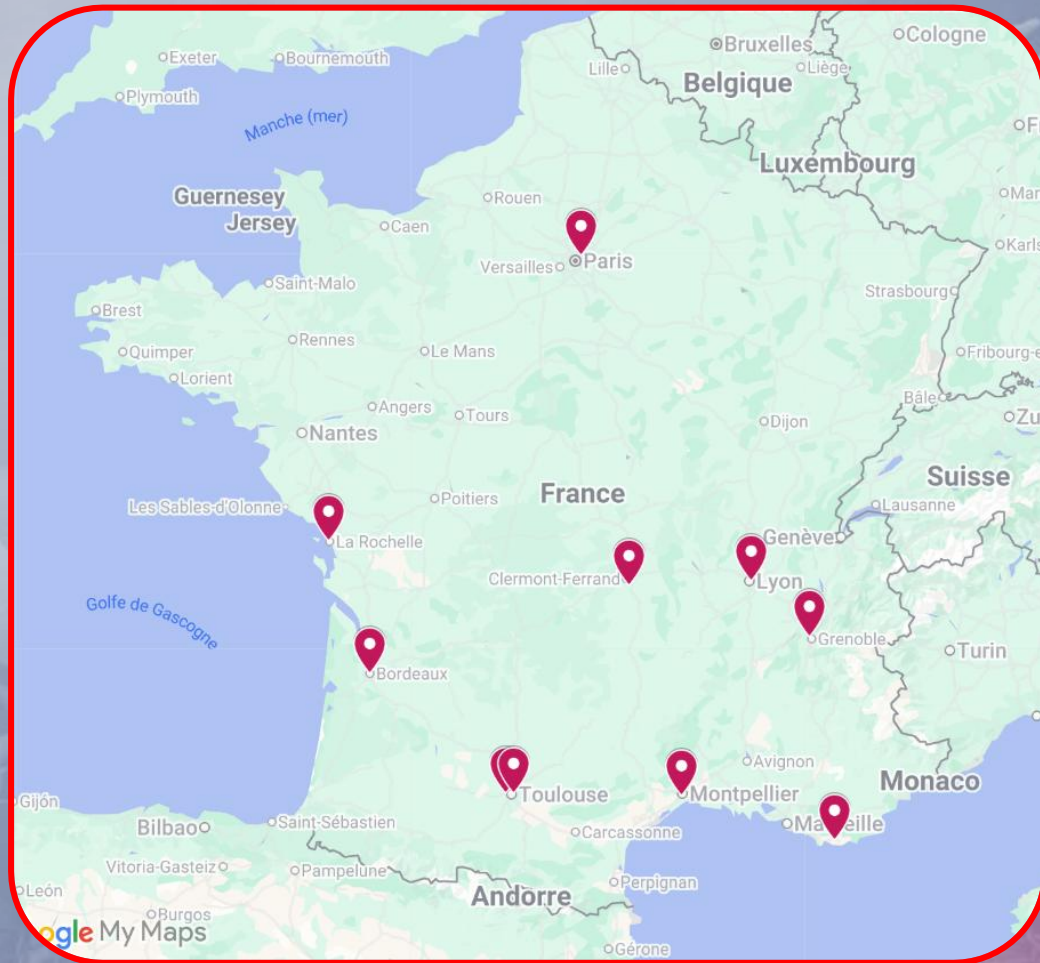 Bruxelles
Cologne
Exeter
Bournemouth
Lille
Liège
Belgique
Plymouth
Manche (mer)
Luxembourg
Guernesey
Rouen
Jersey
Caen
Versailles
Paris
Karls
Saint-Malo
Strasbourg
Brest
Rennes
Quimper
Le Mans
Fribourg-e
Lorient
Bâle
Angers
Tours
Zu
Nantes
Dijon
France
Suisse
Les Sables-d'Olonne
Poitiers
Lausanne
La Rochelle
Genève
Clermont-Ferrand
Lyon
Golfe de Gascogne
Grenoble
Turin
Bordeaux
Avignon
Monaco
Toulouse
Montpellier
Gijón
Saint-Sébastien
Bilbao
Carcassonne
Vitoria-Gasteiz
Pampelune
Perpignan
León
Andorre
Burgos
ogle My Maps
Gérone